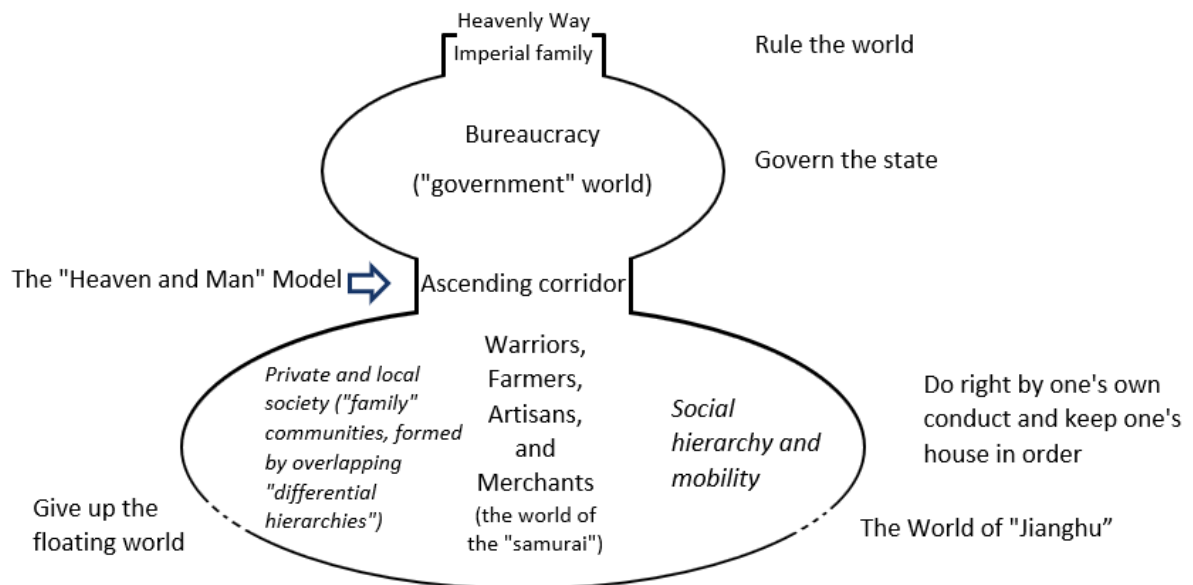 Heavenly Way
Imperial family
Rule the world
Bureaucracy
("government" world)
Govern the state
The "Heaven and Man" Model
Ascending corridor
Private and local
society ("family"
communities, formed
by overlapping
"differential
hierarchies")
Warriors,
Farmers,
Artisans,
and
Merchants
(the world of
the "samurai")
Social
hierarchy and
mobility
Do right by one's own
conduct and keep one's
house in order
Give up the
floating world
The World of "Jianghu”